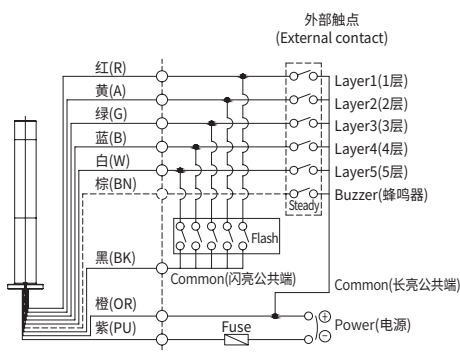 外部触点
(External contact)
红(R)
Layer1(1层)
黄(A)
Layer2(2层)
绿(G)
Layer3(3层)
蓝(B)
Layer4(4层)
白(W)
Layer5(5层)
棕(BN)
Buzzer(蜂鸣器)
Steady
Flash
黑(BK)
Common(闪亮公共端)
Common(长亮公共端)
橙(OR)
紫(PU)
Fuse
Power(电源)
+
−